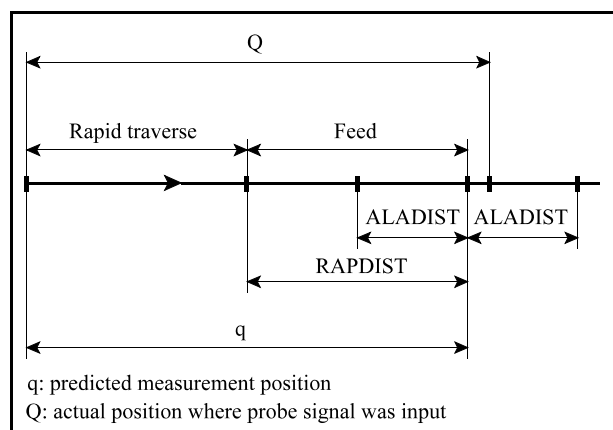 Q
Rapid traverse
Feed
ALADIST
ALADIST
RAPDIST
q
q: predicted measurement position
Q: actual position where probe signal was input